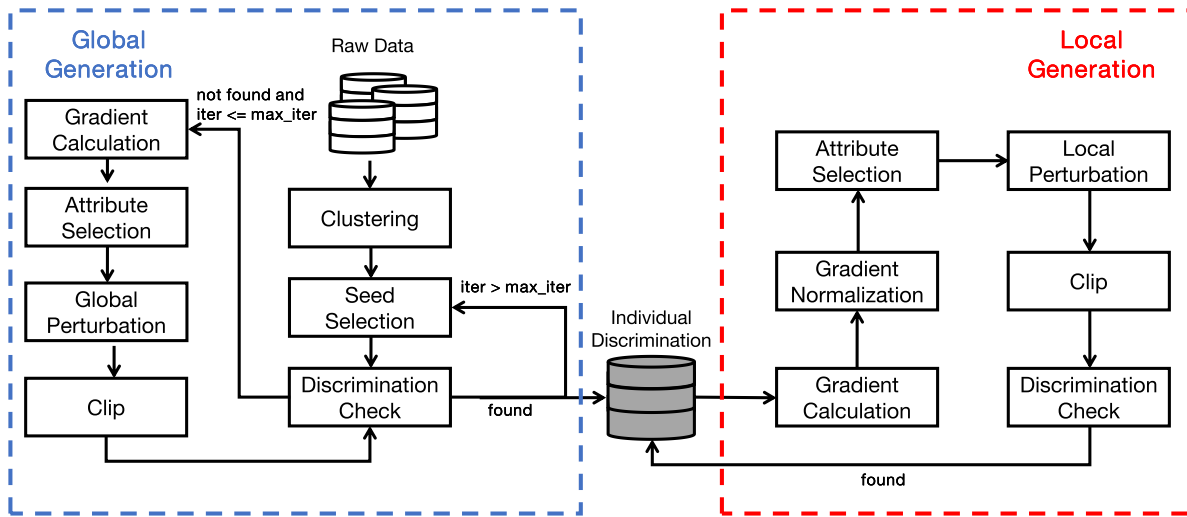 Global
Generation
Raw Data
not found and
iter <= max_iter
Gradient
Calculation
Attribute
Selection
Global
Perturbation
Clip
Clustering
Seed
Selection
iter > max_iter
Discrimination
Check
found
Individual
Discrimination
Local
Generation
Attribute
Selection
Local
Perturbation
Gradient
Normalization
Clip
Gradient
Calculation
Discrimination
Check
found